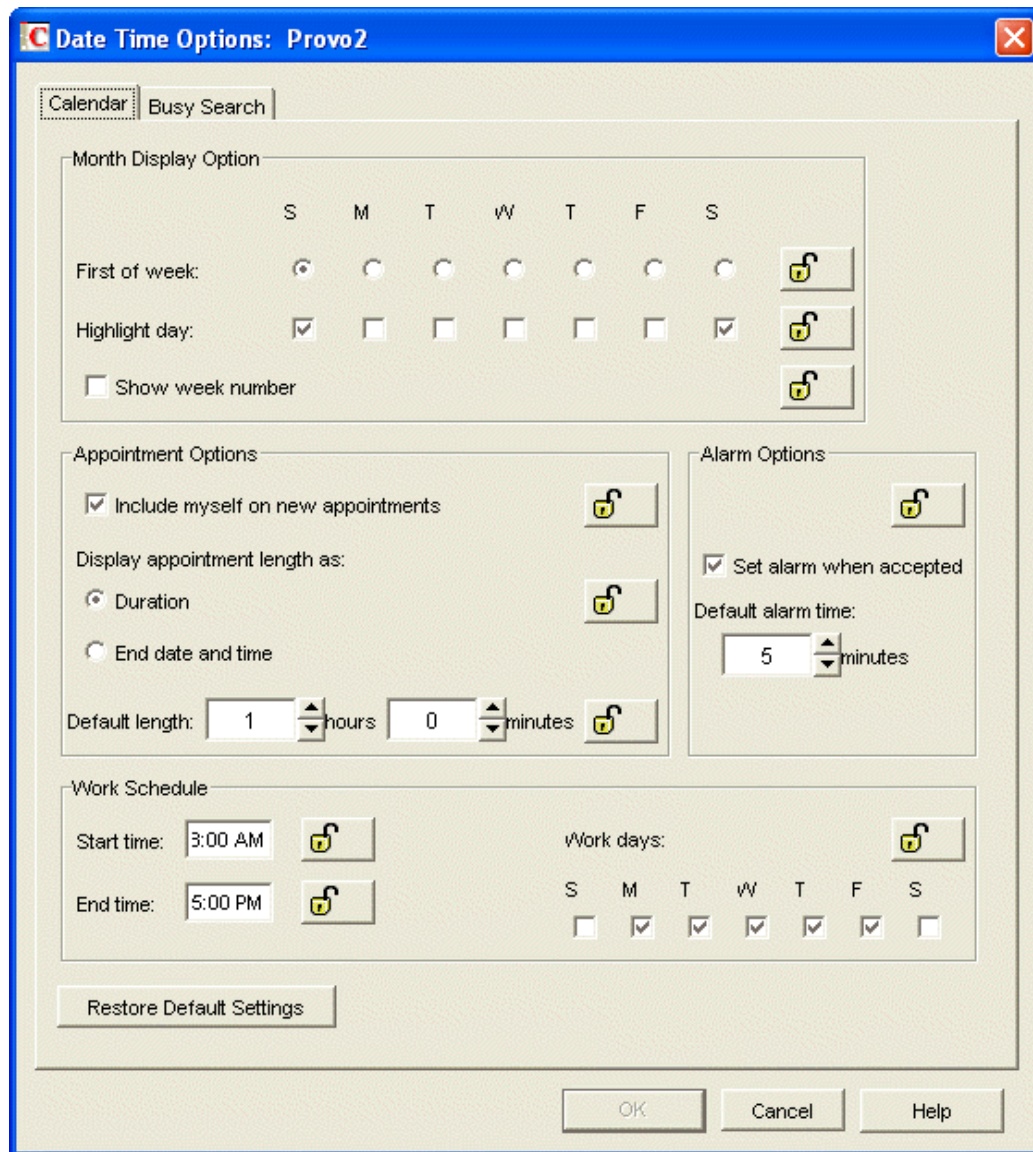 C Date Time Options: Provo2
Calendar Busy Search
Month Display Option
S M T W T F S
First of week:
Highlight day:
Show week number
Appointment Options
Include myself on new appointments
Display appointment length as:
Duration
End date and time
Default length: 1 hours 0 minutes
Alarm Options
Set alarm when accepted
Default alarm time:
5 minutes
Work Schedule
Start time: :00 AM
End time: 5:00 PM
Work days:
S M T W T F S
Restore Default Settings
OK Cancel Help